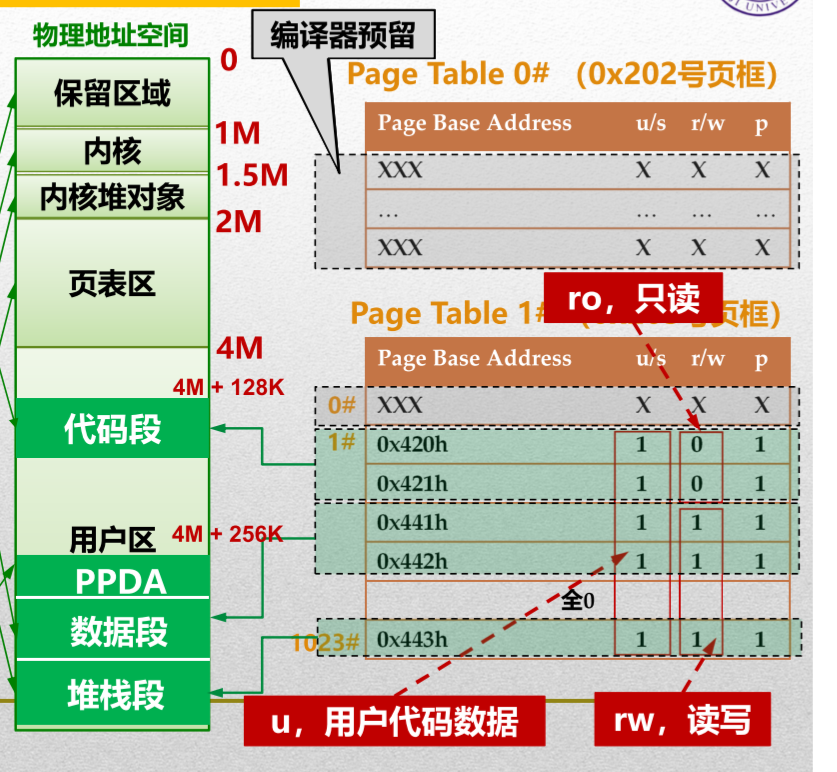 物理地址空间
0
保留区域
1M
内核
1.5M
内核堆对象
2M
页表区
4M
4M + 128K
代码段
用户区
4M + 256K
PPDA
数据段
堆栈段
编译器预留
Page Table 0# （0x202号页框）
Page Base Address u/s r/w p
XXX X X X
... ... ... ...
XXX X X X
ro，只读
Page Table 1# 号页框）
Page Base Address u/s r/w p
0# XXX X X X
1# 0x420h 1 0 1
0x421h 1 0 1
0x441h 1 1 1
0x442h 1 1 1
全0
1023# 0x443h 1 1 1
u，用户代码数据
rw，读写